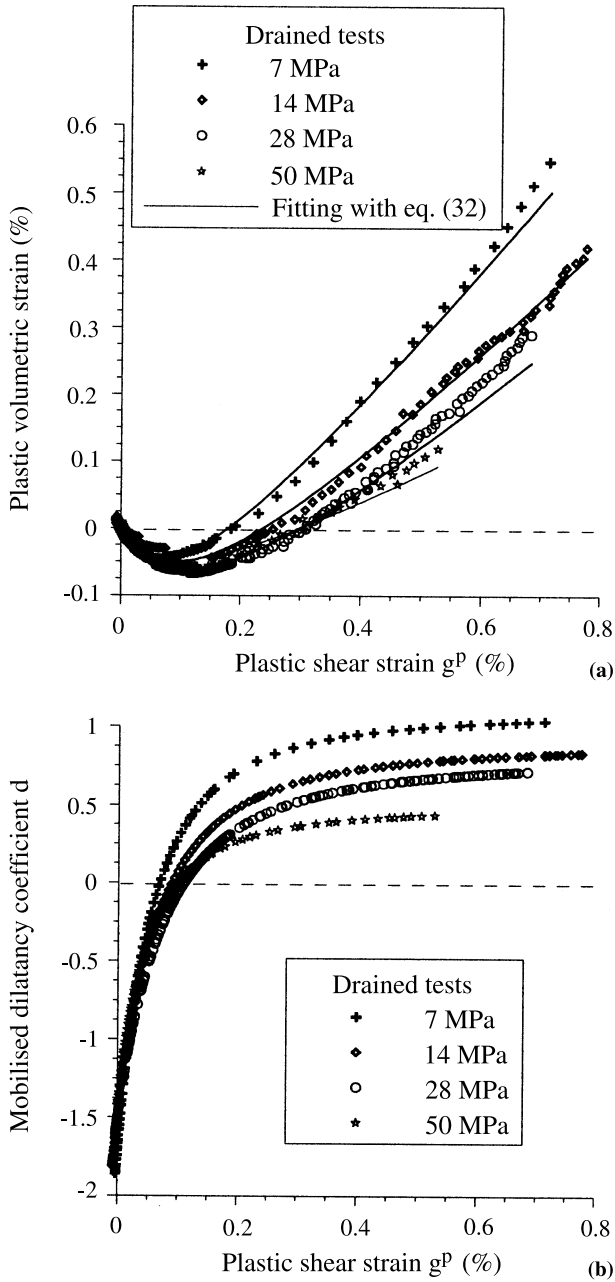 Drained tests
7 MPa
14 MPa
28 MPa
50 MPa
Fitting with eq. (32)
0.6
0.5
0.4
0.3
0.2
0.1
0
-0.1
Plastic volumetric strain (%)
0
0.2
0.4
0.6
0.8
Plastic shear strain gᵖ (%)
(a)
1
0.5
0
-0.5
-1
-1.5
-2
Mobilised dilatancy coefficient d
Drained tests
7 MPa
14 MPa
28 MPa
50 MPa
0
0.2
0.4
0.6
0.8
Plastic shear strain gᵖ (%)
(b)